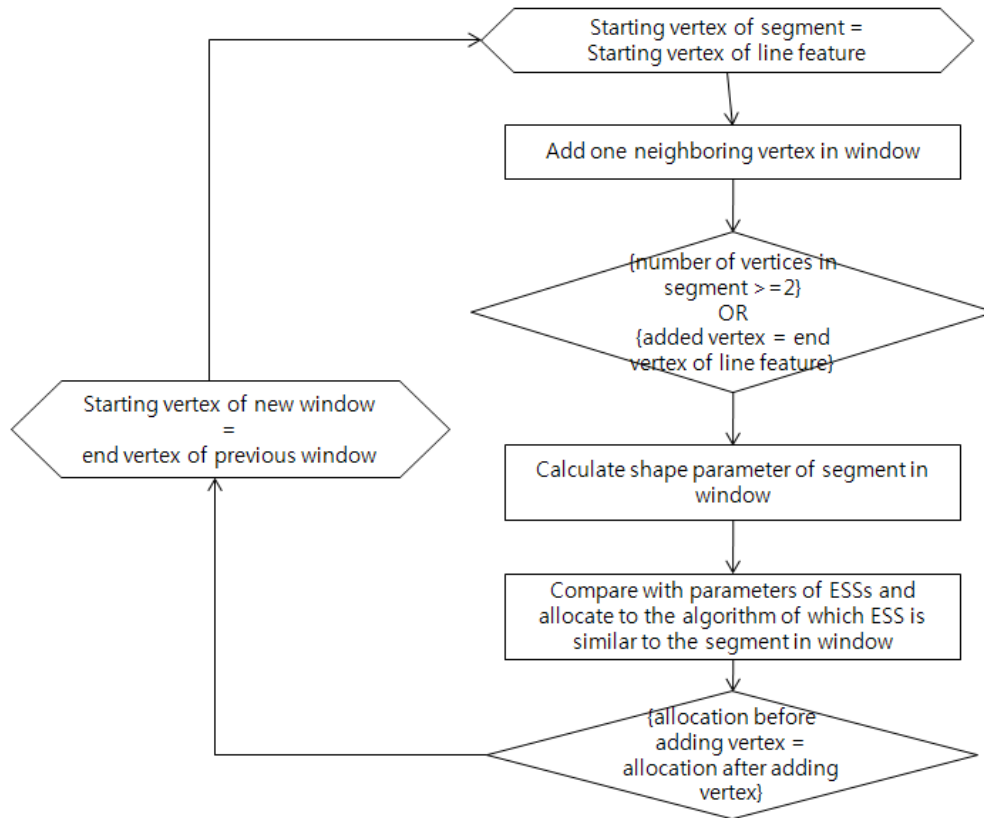 Starting vertex of segment =
Starting vertex of line feature
Add one neighboring vertex in window
{number of vertices in
segment >=2}
OR
{added vertex = end
vertex of line feature}
Starting vertex of new window
=
end vertex of previous window
Calculate shape parameter of segment in
window
Compare with parameters of ESSs and
allocate to the algorithm of which ESS is
similar to the segment in window
{allocation before
adding vertex =
allocation after adding
vertex}